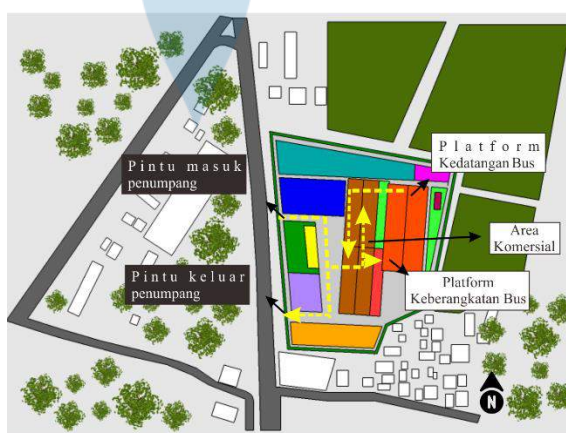 Platform
Kedatangan Bus
Pintu masuk
penumpang
Area
Komersial
Pintu keluar
penumpang
Platform
Keberangkatan Bus
N